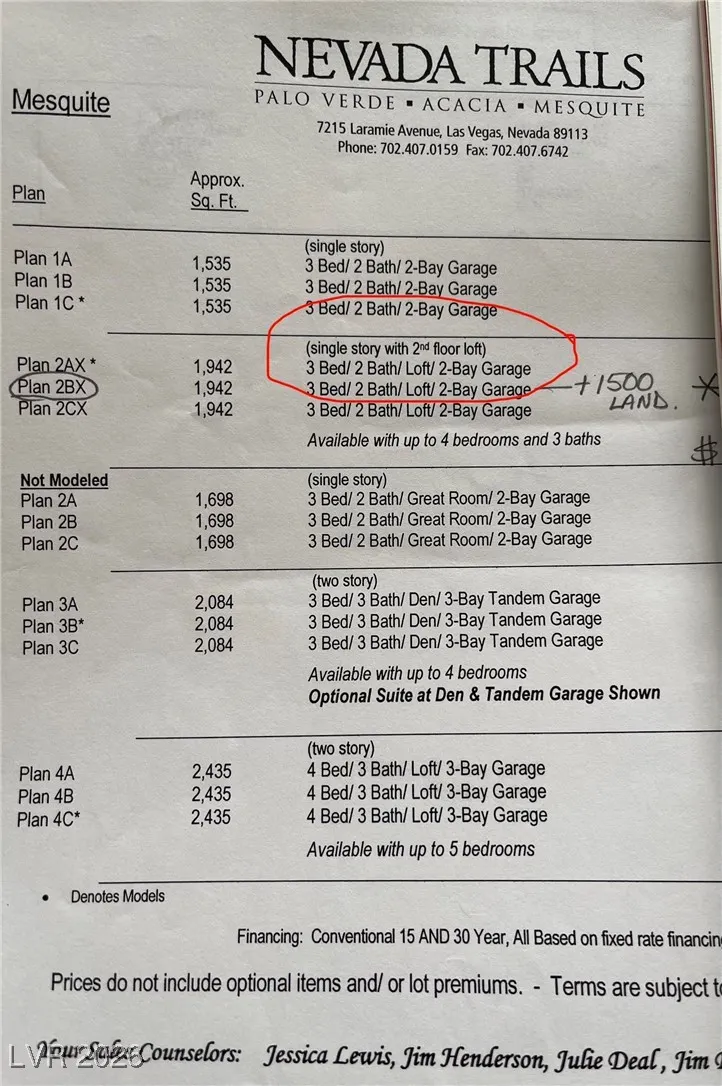 NEVADA TRAILS
PALO VERDE ▪ ACACIA ▪ MESQUITE
7215 Laramie Avenue, Las Vegas, Nevada 89113
Phone: 702.407.0159 Fax: 702.407.6742
Mesquite
Plan Approx. Sq. Ft.
(single story)
Plan 1A 1,535 3 Bed/ 2 Bath/ 2-Bay Garage
Plan 1B 1,535 3 Bed/ 2 Bath/ 2-Bay Garage
Plan 1C * 1,535 3 Bed/ 2 Bath/ 2-Bay Garage
(single story with 2nd floor loft)
Plan 2AX * 1,942 3 Bed/ 2 Bath/ Loft/ 2-Bay Garage
Plan 2BX 1,942 3 Bed/ 2 Bath/ Loft/ 2-Bay Garage +1500 LAND. *
Plan 2CX 1,942 3 Bed/ 2 Bath/ Loft/ 2-Bay Garage
Available with up to 4 bedrooms and 3 baths $
Not Modeled (single story)
Plan 2A 1,698 3 Bed/ 2 Bath/ Great Room/ 2-Bay Garage
Plan 2B 1,698 3 Bed/ 2 Bath/ Great Room/ 2-Bay Garage
Plan 2C 1,698 3 Bed/ 2 Bath/ Great Room/ 2-Bay Garage
(two story)
Plan 3A 2,084 3 Bed/ 3 Bath/ Den/ 3-Bay Tandem Garage
Plan 3B* 2,084 3 Bed/ 3 Bath/ Den/ 3-Bay Tandem Garage
Plan 3C 2,084 3 Bed/ 3 Bath/ Den/ 3-Bay Tandem Garage
Available with up to 4 bedrooms
Optional Suite at Den & Tandem Garage Shown
(two story)
Plan 4A 2,435 4 Bed/ 3 Bath/ Loft/ 3-Bay Garage
Plan 4B 2,435 4 Bed/ 3 Bath/ Loft/ 3-Bay Garage
Plan 4C* 2,435 4 Bed/ 3 Bath/ Loft/ 3-Bay Garage
Available with up to 5 bedrooms
• Denotes Models
Financing: Conventional 15 AND 30 Year, All Based on fixed rate financing
Prices do not include optional items and/ or lot premiums. - Terms are subject to
Your Sales Counselors: Jessica Lewis, Jim Henderson, Julie Deal, Jim
LVR 2026